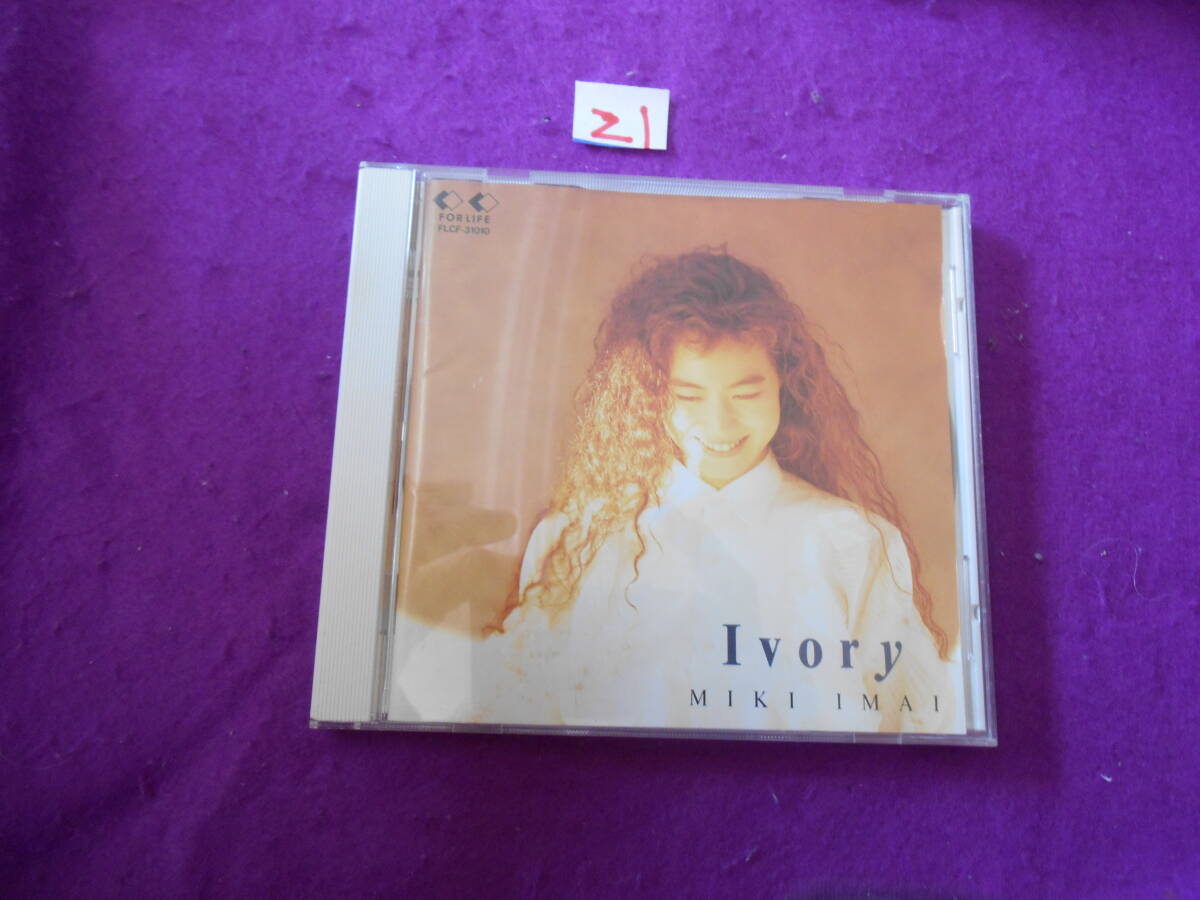 21
FOR LIFE
FLCF-31010
Ivory
MIKI IMAI